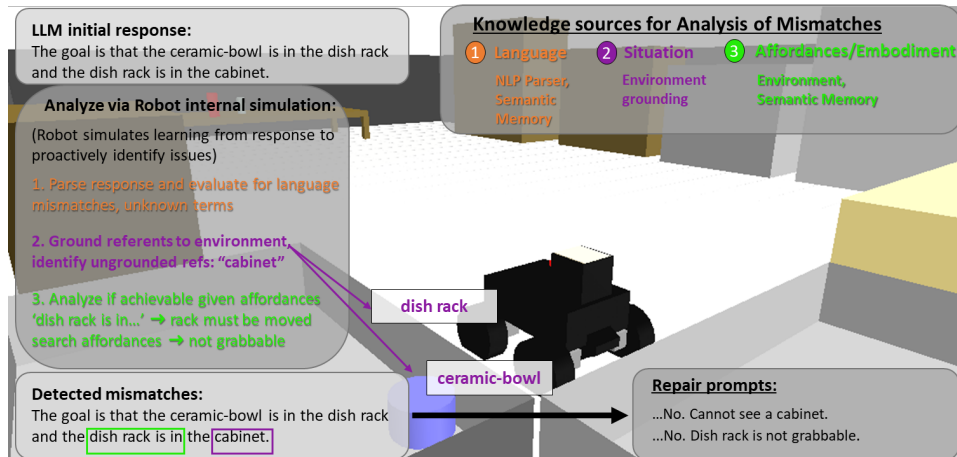 LLM initial response:
The goal is that the ceramic-bowl is in the dish rack
and the dish rack is in the cabinet.
Knowledge sources for Analysis of Mismatches
1 Language
NLP Parser,
Semantic
Memory
2 Situation
Environment
grounding
3 Affordances/Embodiment
Environment,
Semantic Memory
Analyze via Robot internal simulation:
(Robot simulates learning from response to
proactively identify issues)
1. Parse response and evaluate for language
mismatches, unknown terms
2. Ground referents to environment,
identify ungrounded refs: “cabinet”
3. Analyze if achievable given affordances
‘dish rack is in...’ ➔ rack must be moved
search affordances ➔ not grabbable
dish rack
ceramic-bowl
Detected mismatches:
The goal is that the ceramic-bowl is in the dish rack
and the dish rack is in the cabinet.
Repair prompts:
...No. Cannot see a cabinet.
...No. Dish rack is not grabbable.